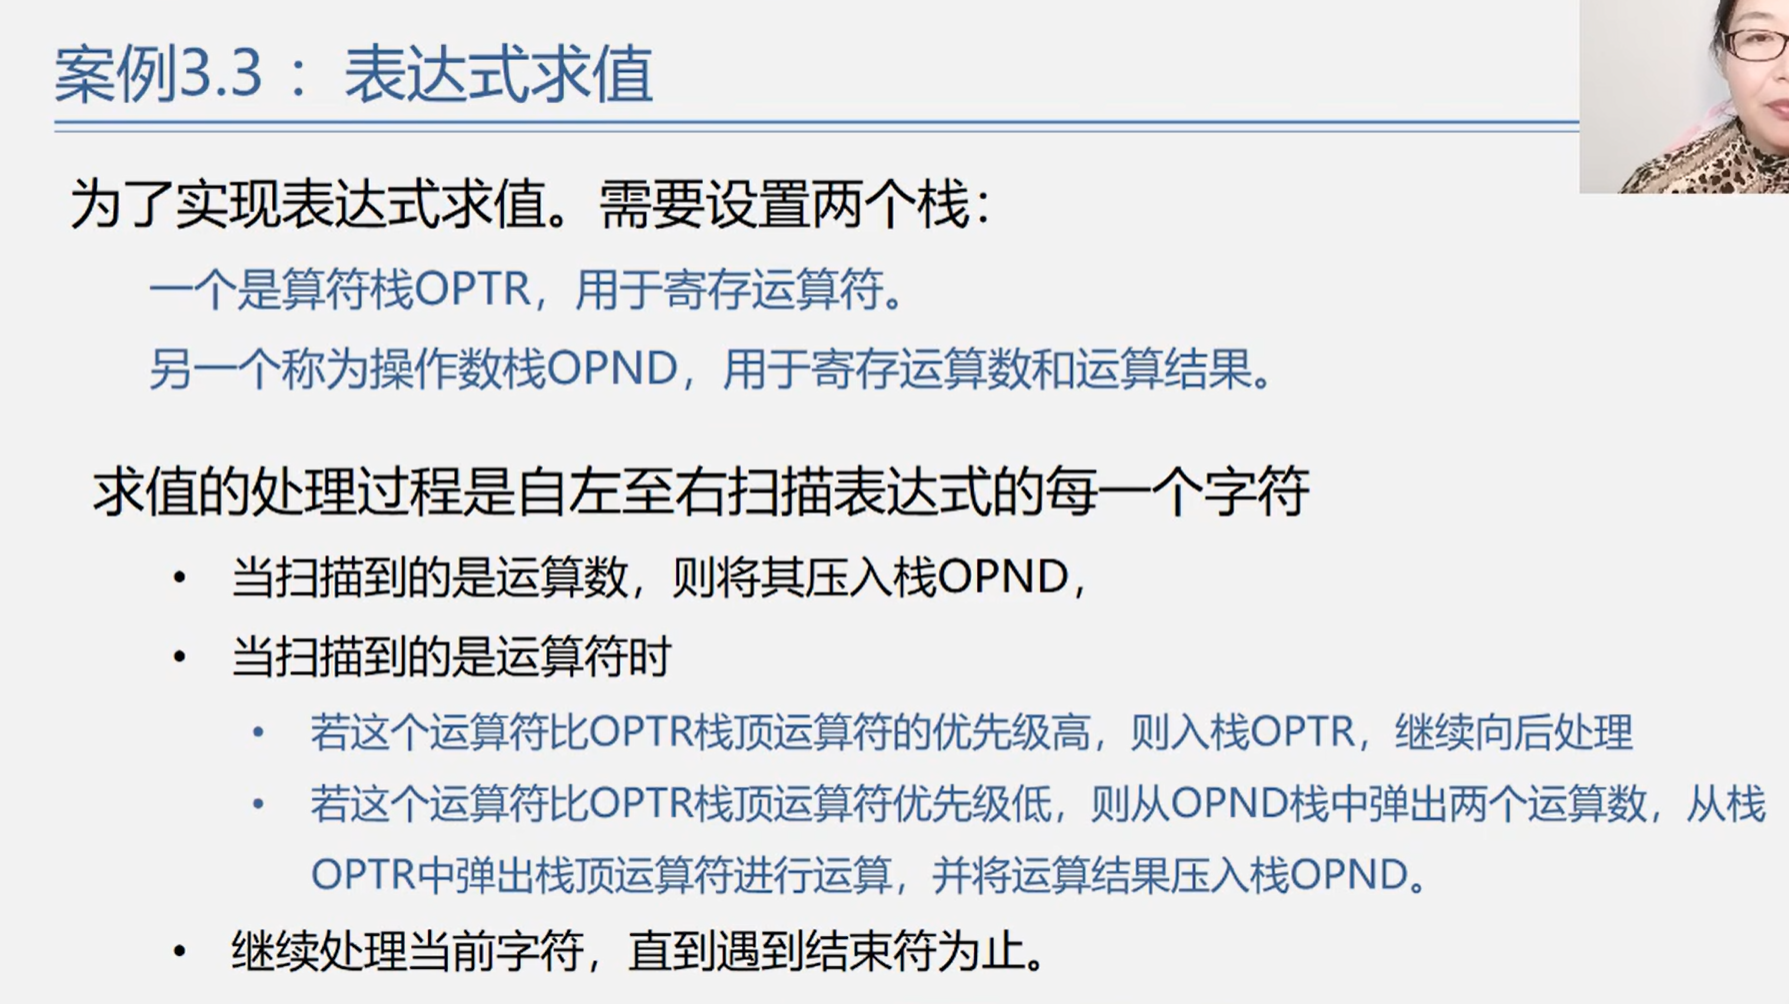 案例3.3：表达式求值
为了实现表达式求值。需要设置两个栈：
一个是算符栈OPTR，用于寄存运算符。
另一个称为操作数栈OPND，用于寄存运算数和运算结果。
求值的处理过程是自左至右扫描表达式的每一个字符
• 当扫描到的是运算数，则将其压入栈OPND，
• 当扫描到的是运算符时
• 若这个运算符比OPTR栈顶运算符的优先级高，则入栈OPTR，继续向后处理
• 若这个运算符比OPTR栈顶运算符优先级低，则从OPND栈中弹出两个运算数，从栈
OPTR中弹出栈顶运算符进行运算，并将运算结果压入栈OPND。
• 继续处理当前字符，直到遇到结束符为止。